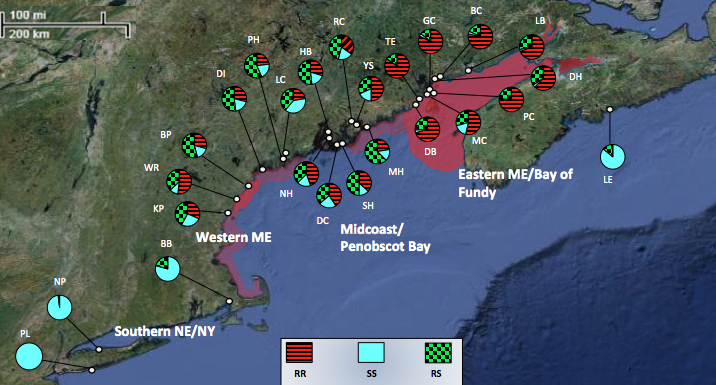 100 mi
200 km
PH
RC
GC
BC
LB
HB
TE
DI
LC
YS
DH
BP
PC
MC
DB
WR
MH
LE
NH
Eastern ME/Bay of
Fundy
KP
DC
SH
Western ME
Midcoast/
Penobscot Bay
BB
NP
PL
Southern NE/NY
RR
SS
RS